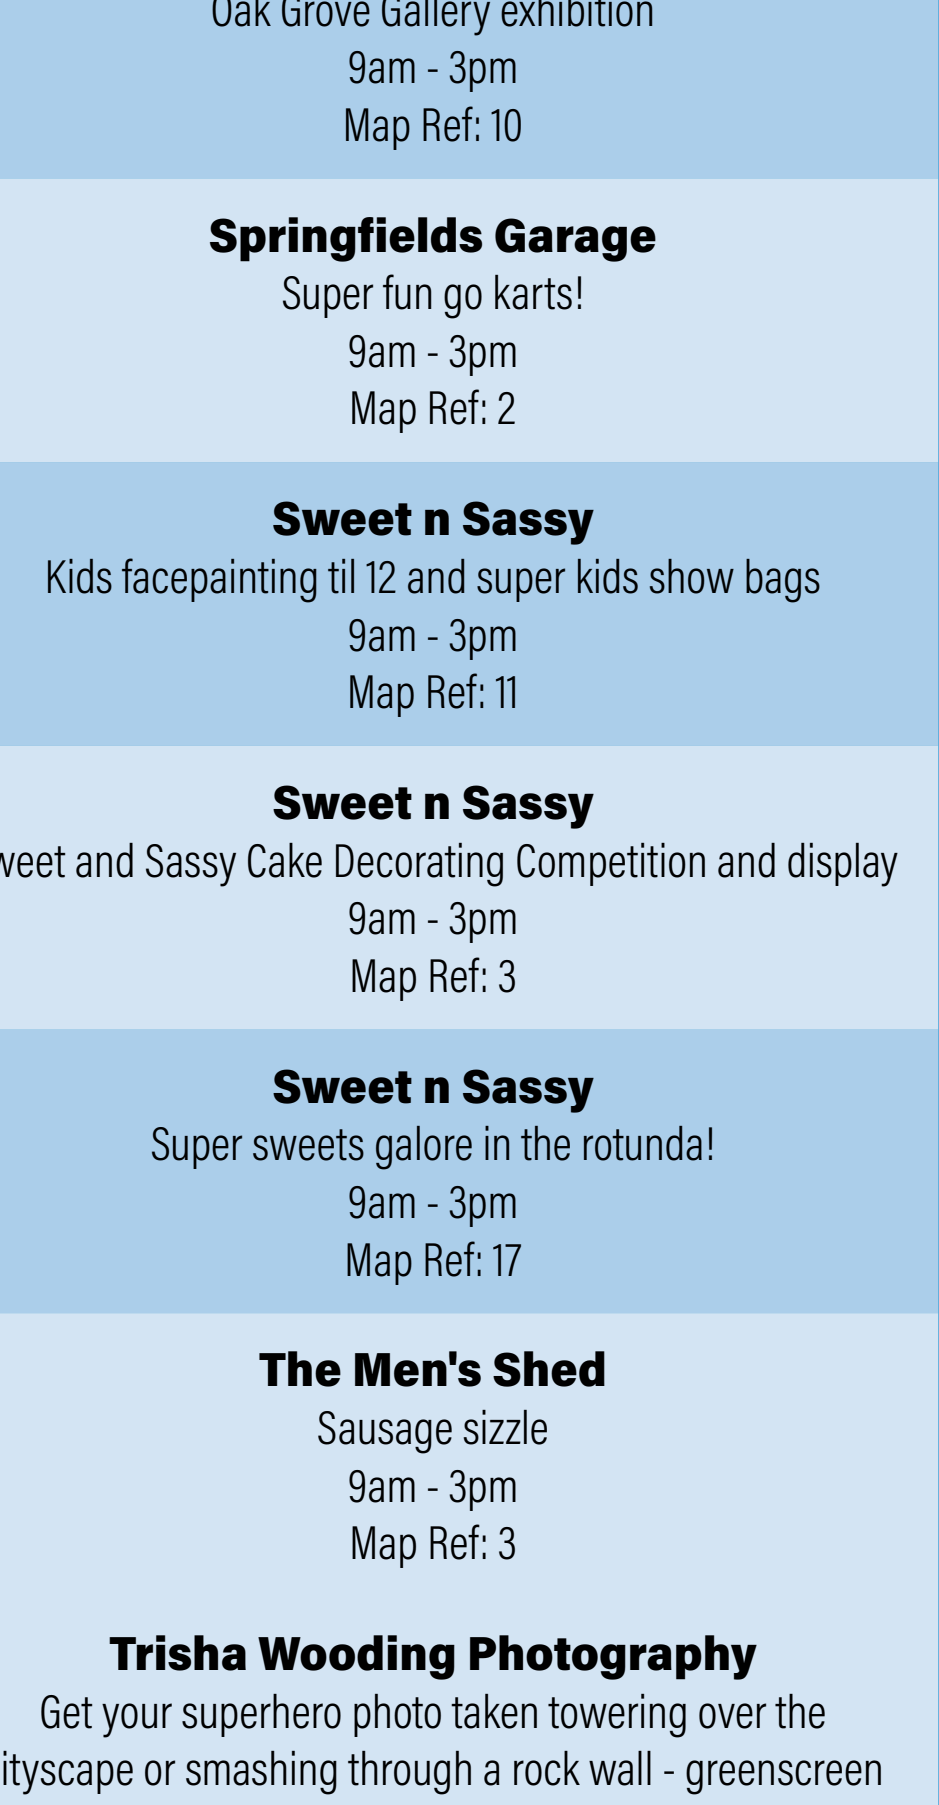 Oak Grove Gallery exhibition
9am - 3pm
Map Ref: 10
Springfields Garage
Super fun go karts!
9am - 3pm
Map Ref: 2
Sweet n Sassy
Kids facepainting til 12 and super kids show bags
9am - 3pm
Map Ref: 11
Sweet n Sassy
weet and Sassy Cake Decorating Competition and display
9am - 3pm
Map Ref: 3
Sweet n Sassy
Super sweets galore in the rotunda!
9am - 3pm
Map Ref: 17
The Men's Shed
Sausage sizzle
9am - 3pm
Map Ref: 3
Trisha Wooding Photography
Get your superhero photo taken towering over the
ityscape or smashing through a rock wall - greenscreen